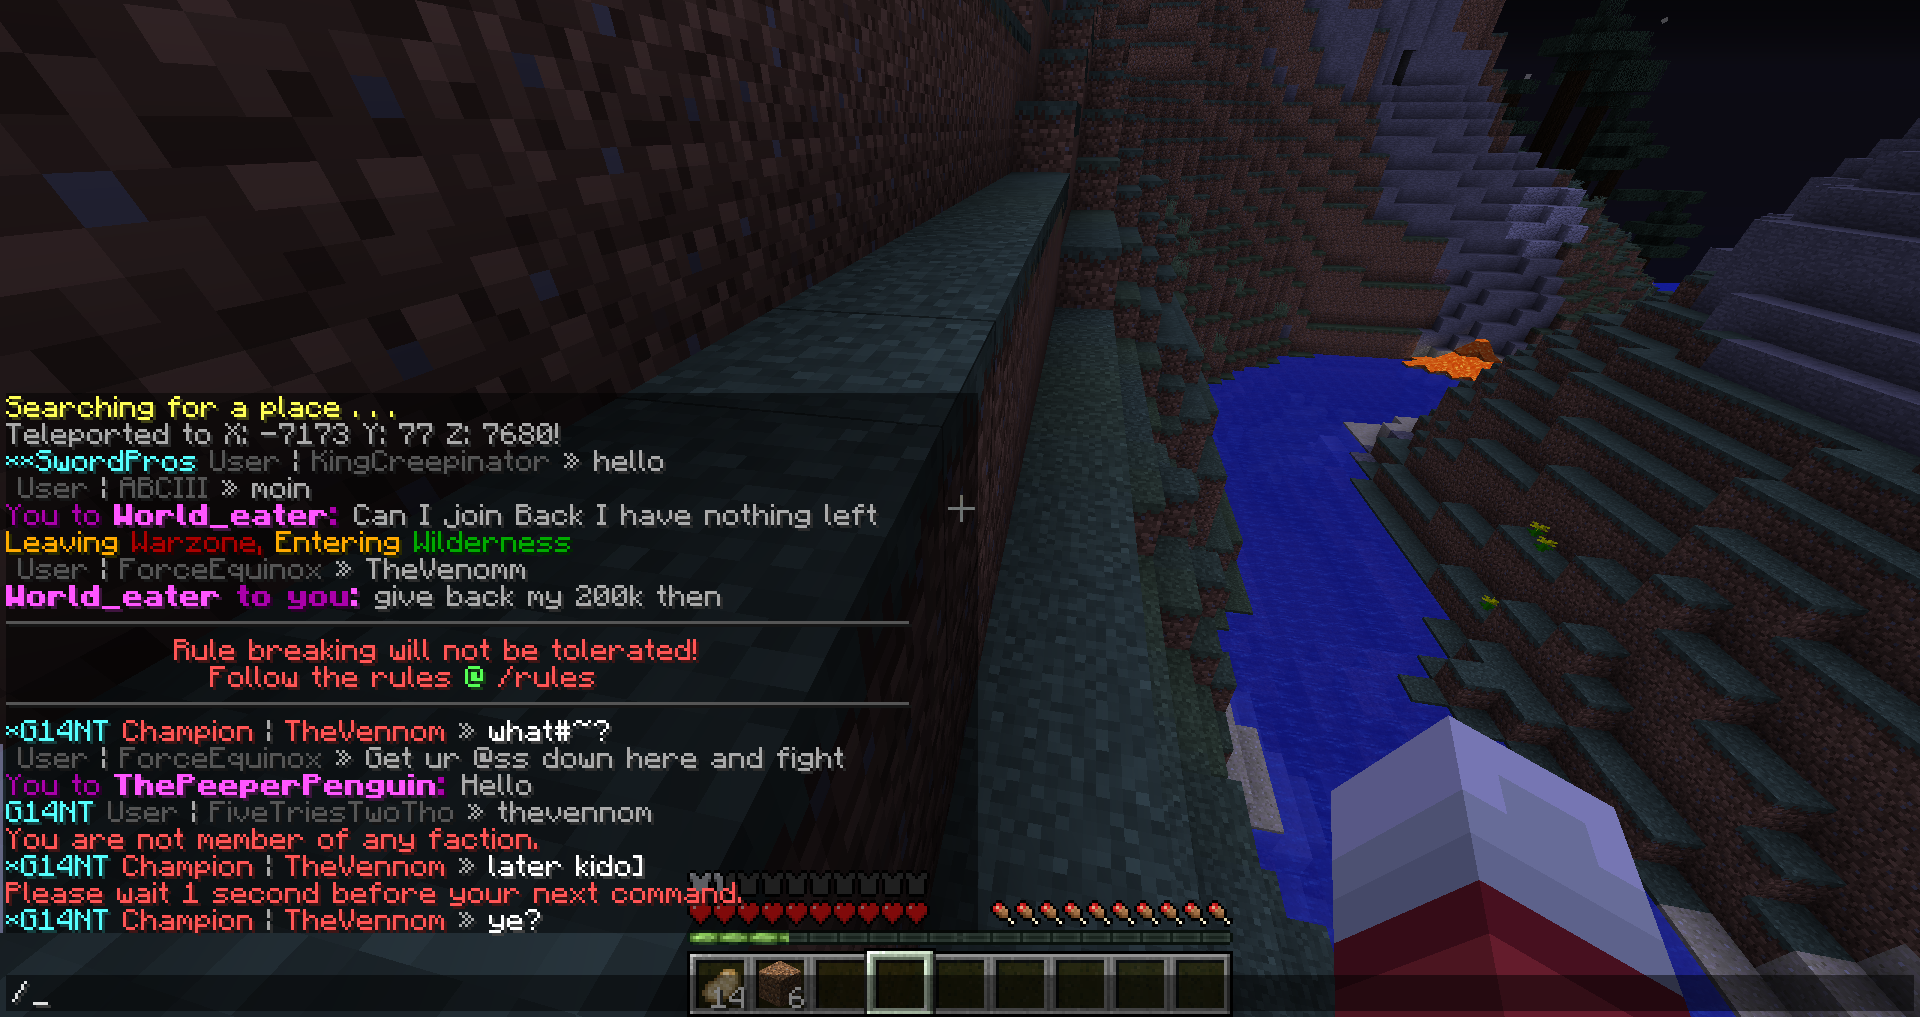 Searching for a place . . .
Teleported to X: -7173 Y: 77 Z: 7680!
××SwordPros User ¦ KingCreepinator » hello
User ¦ ABCIII » moin
You to World_eater: Can I join Back I have nothing left
Leaving Warzone, Entering Wilderness
User ¦ ForceEquinox » TheVenomm
World_eater to you: give back my 200k then
Rule breaking will not be tolerated!
Follow the rules @ /rules
×G14NT Champion ¦ TheVennom » what#~?
User ¦ ForceEquinox » Get ur @ss down here and fight
You to ThePeeperPenguin: Hello
G14NT User ¦ FiveTriesTwoTho » thevennom
You are not member of any faction.
×G14NT Champion ¦ TheVennom » later kido]
Please wait 1 second before your next command.
×G14NT Champion ¦ TheVennom » ye?
14 6
/_